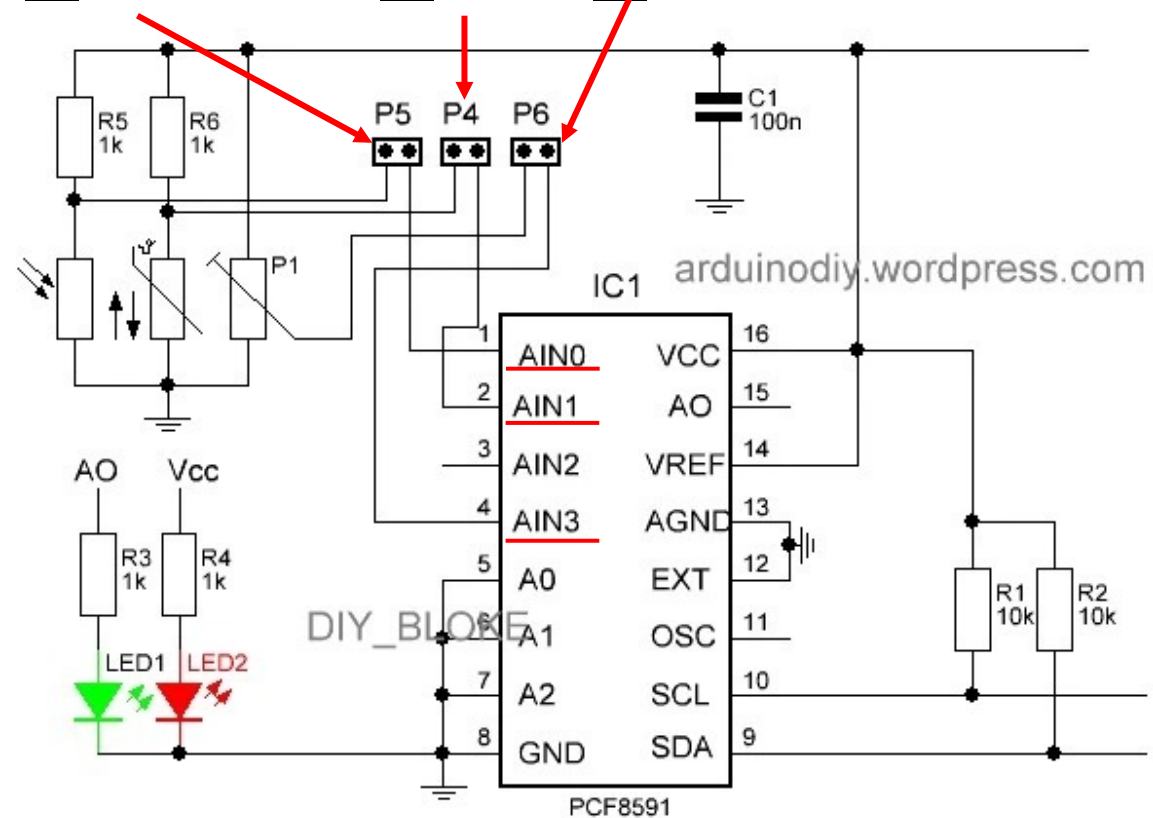 P5 P4 P6
C1
100n
R5
1k
R6
1k
P1
arduinodiy.wordpress.com
IC1
1 AIN0 VCC 16
2 AIN1 AO 15
3 AIN2 VREF 14
4 AIN3 AGND 13
5 A0 EXT 12
6 A1 OSC 11
7 A2 SCL 10
8 GND SDA 9
PCF8591
AO Vcc
R3
1k
R4
1k
LED1 LED2
DIY_BLOKE
R1
10k
R2
10k